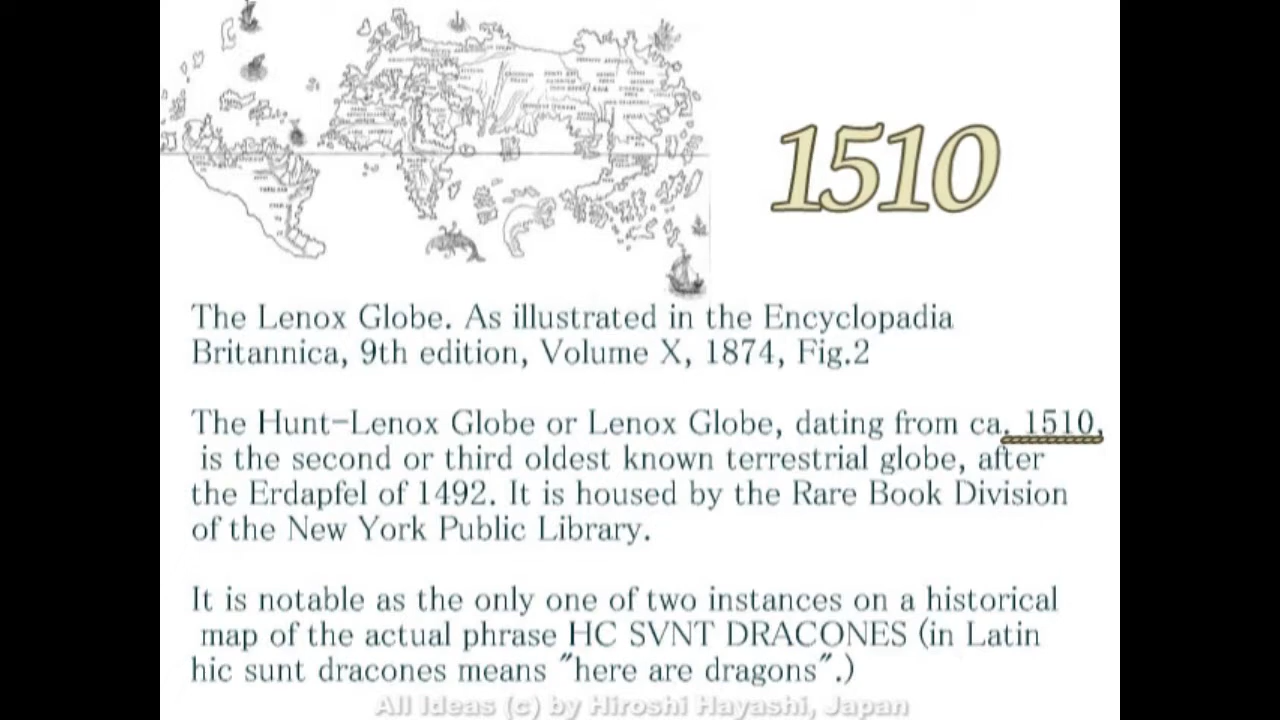 1510
The Lenox Globe. As illustrated in the Encyclopadia
Britannica, 9th edition, Volume X, 1874, Fig.2
The Hunt-Lenox Globe or Lenox Globe, dating from ca. 1510,
is the second or third oldest known terrestrial globe, after
the Erdapfel of 1492. It is housed by the Rare Book Division
of the New York Public Library.
It is notable as the only one of two instances on a historical
map of the actual phrase HC SVNT DRACONES (in Latin
hic sunt dracones means "here are dragons".)
All Ideas (c) by Hiroshi Hayashi, Japan